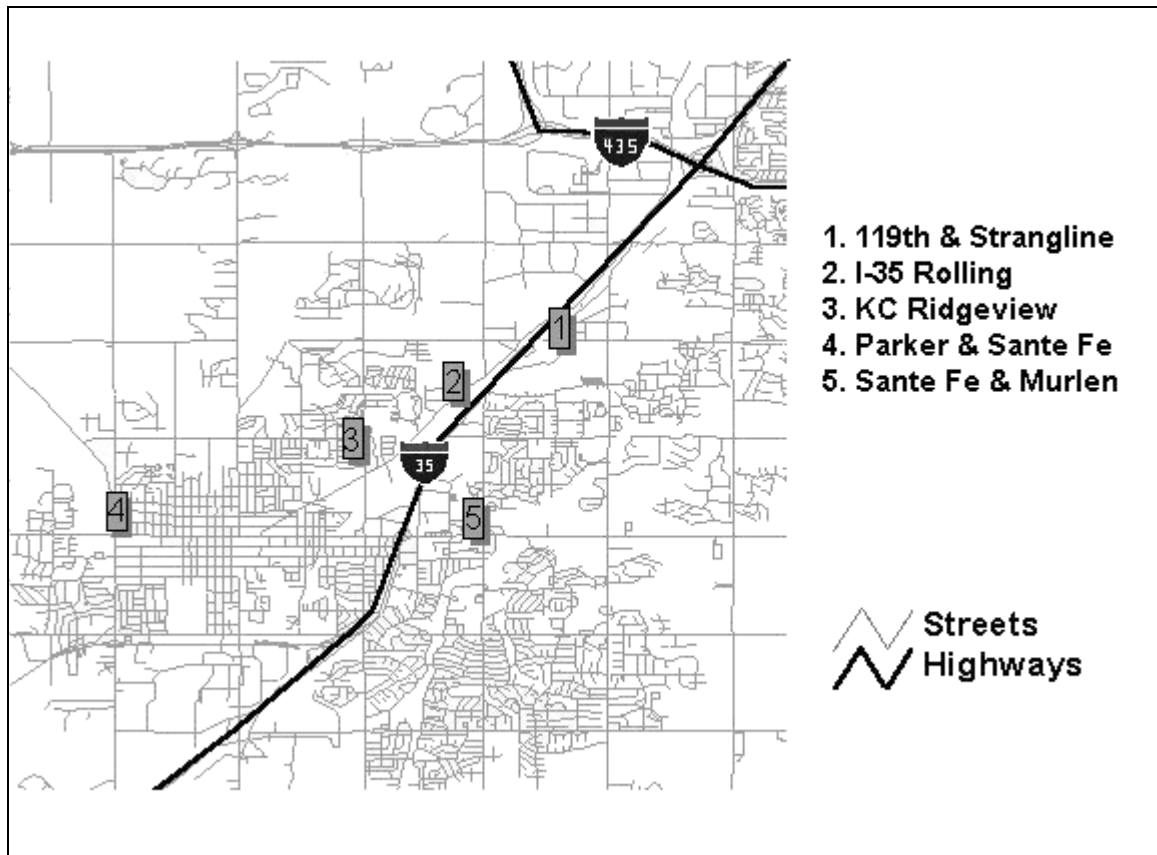 435
1. 119th & Strangline
2. I-35 Rolling
3. KC Ridgeview
4. Parker & Sante Fe
5. Sante Fe & Murlen
1
2
3
35
4
5
Streets
Highways